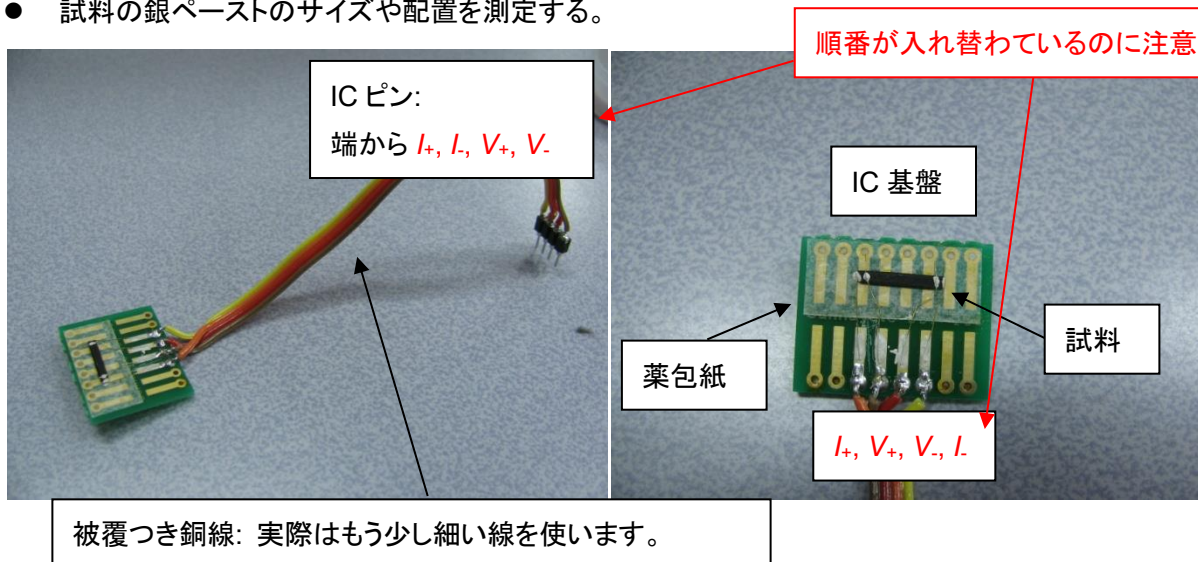 ● 試料の銀ペーストのサイズや配置を測定する。
順番が入れ替わているのに注意
IC ピン:
端から I+, I-, V+, V-
IC 基盤
試料
薬包紙
I+, V+, V-, I-
被覆つき銅線: 実際はもう少し細い線を使います。